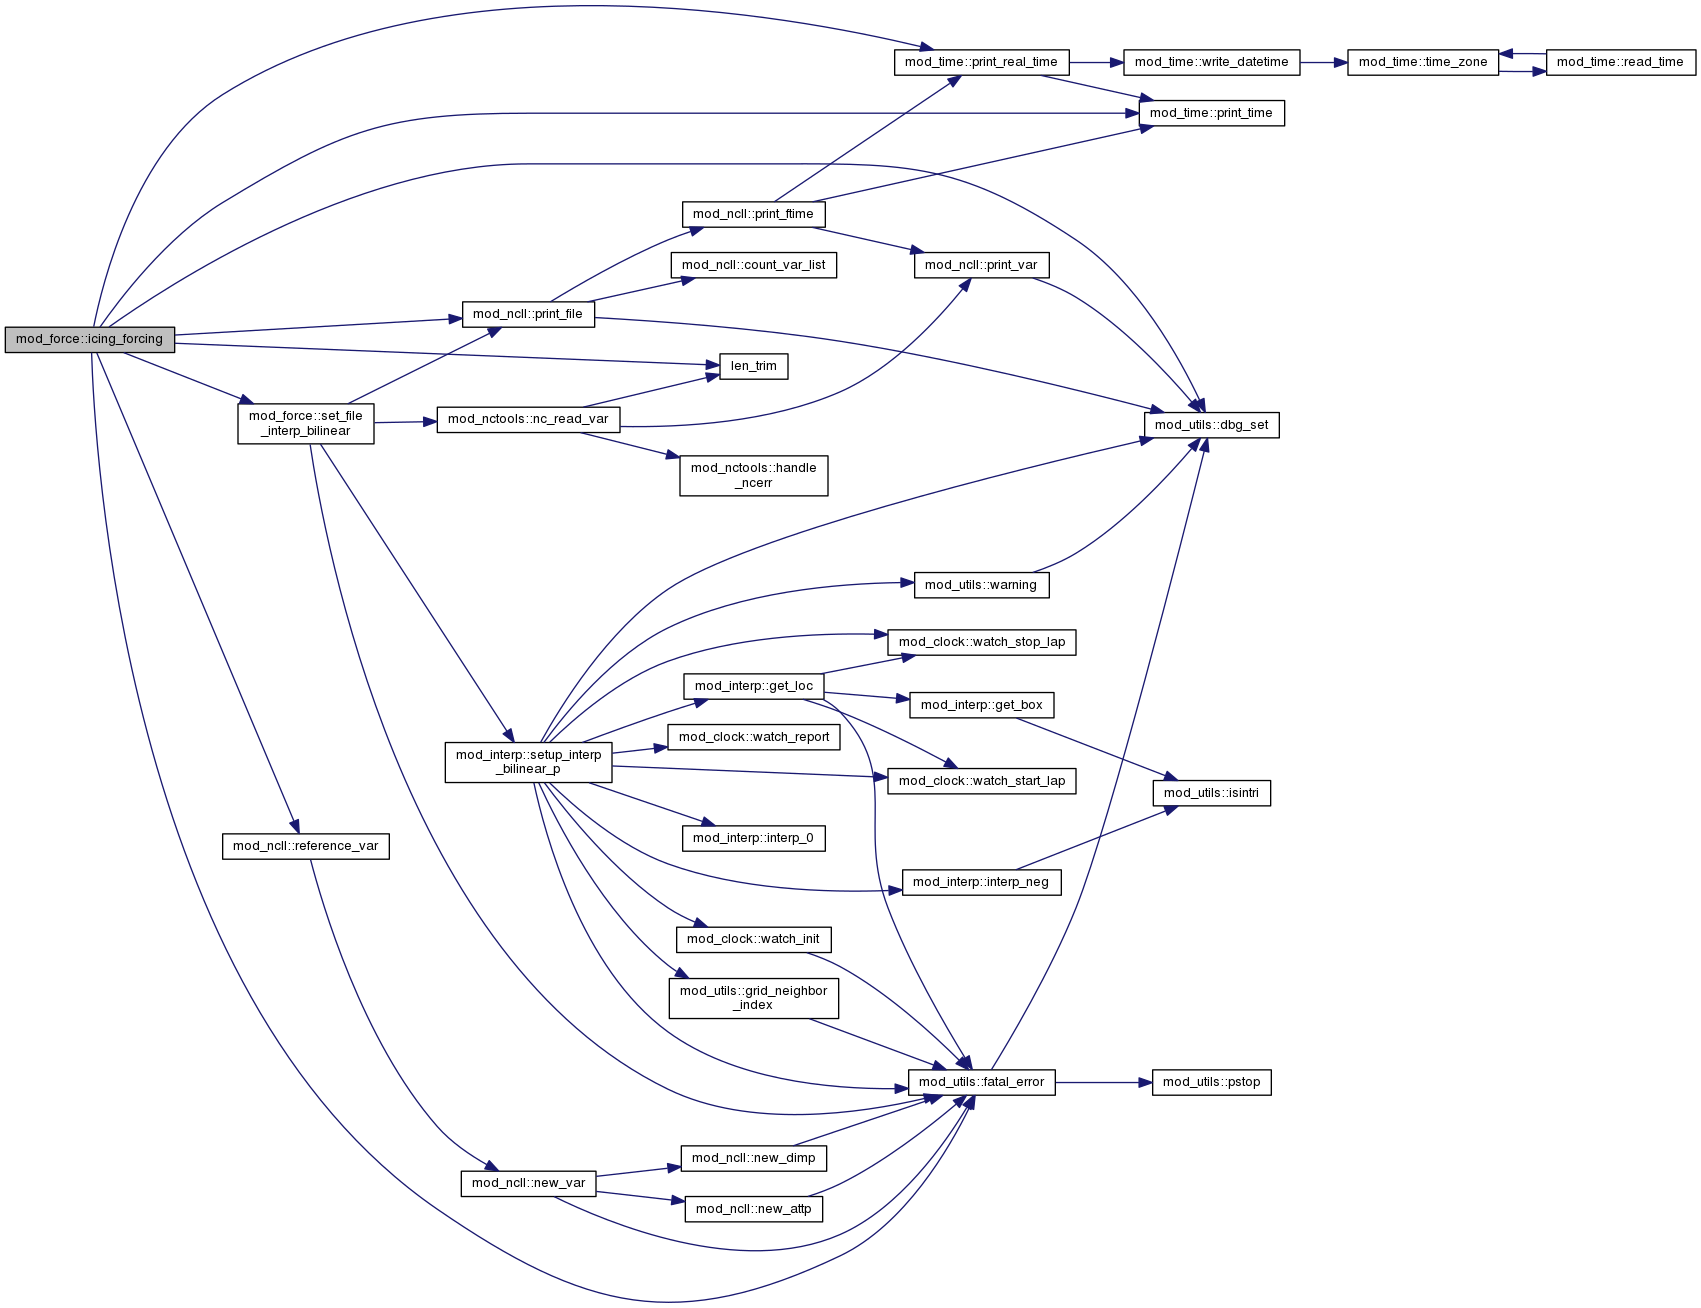 mod_time::print_real_time
mod_time::write_datetime
mod_time::time_zone
mod_time::read_time
mod_time::print_time
mod_ncll::print_ftime
mod_ncll::count_var_list
mod_ncll::print_var
mod_ncll::print_file
mod_force::icing_forcing
len_trim
mod_force::set_file
_interp_bilinear
mod_nctools::nc_read_var
mod_utils::dbg_set
mod_nctools::handle
_ncerr
mod_utils::warning
mod_clock::watch_stop_lap
mod_interp::get_loc
mod_interp::get_box
mod_clock::watch_report
mod_interp::setup_interp
_bilinear_p
mod_clock::watch_start_lap
mod_utils::isintri
mod_interp::interp_0
mod_ncll::reference_var
mod_interp::interp_neg
mod_clock::watch_init
mod_utils::grid_neighbor
_index
mod_utils::fatal_error
mod_utils::pstop
mod_ncll::new_dimp
mod_ncll::new_var
mod_ncll::new_attp